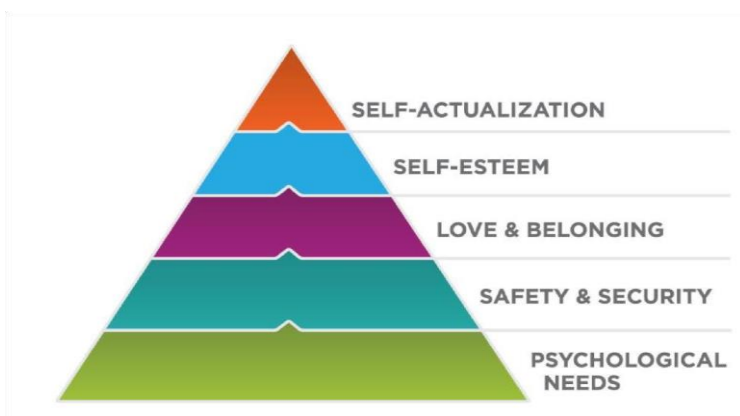 SELF-ACTUALIZATION
SELF-ESTEEM
LOVE & BELONGING
SAFETY & SECURITY
PSYCHOLOGICAL
NEEDS